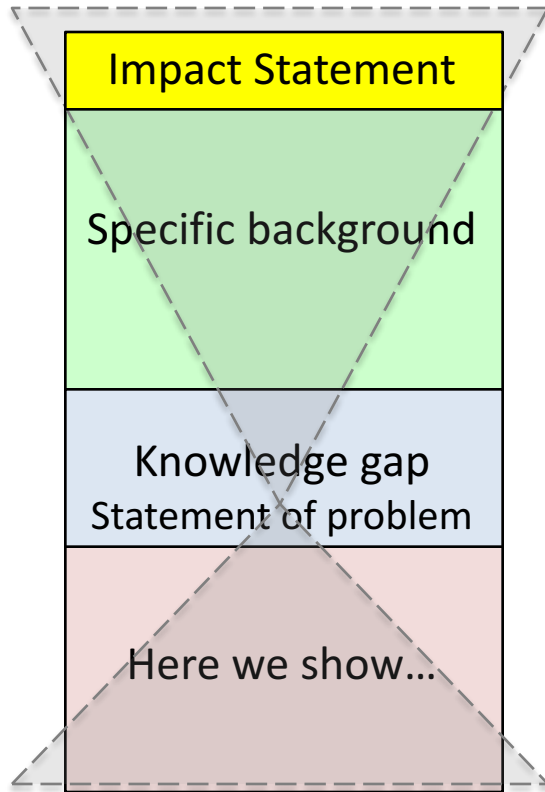 Impact Statement
Specific background
Knowledge gap
Statement of problem
Here we show…